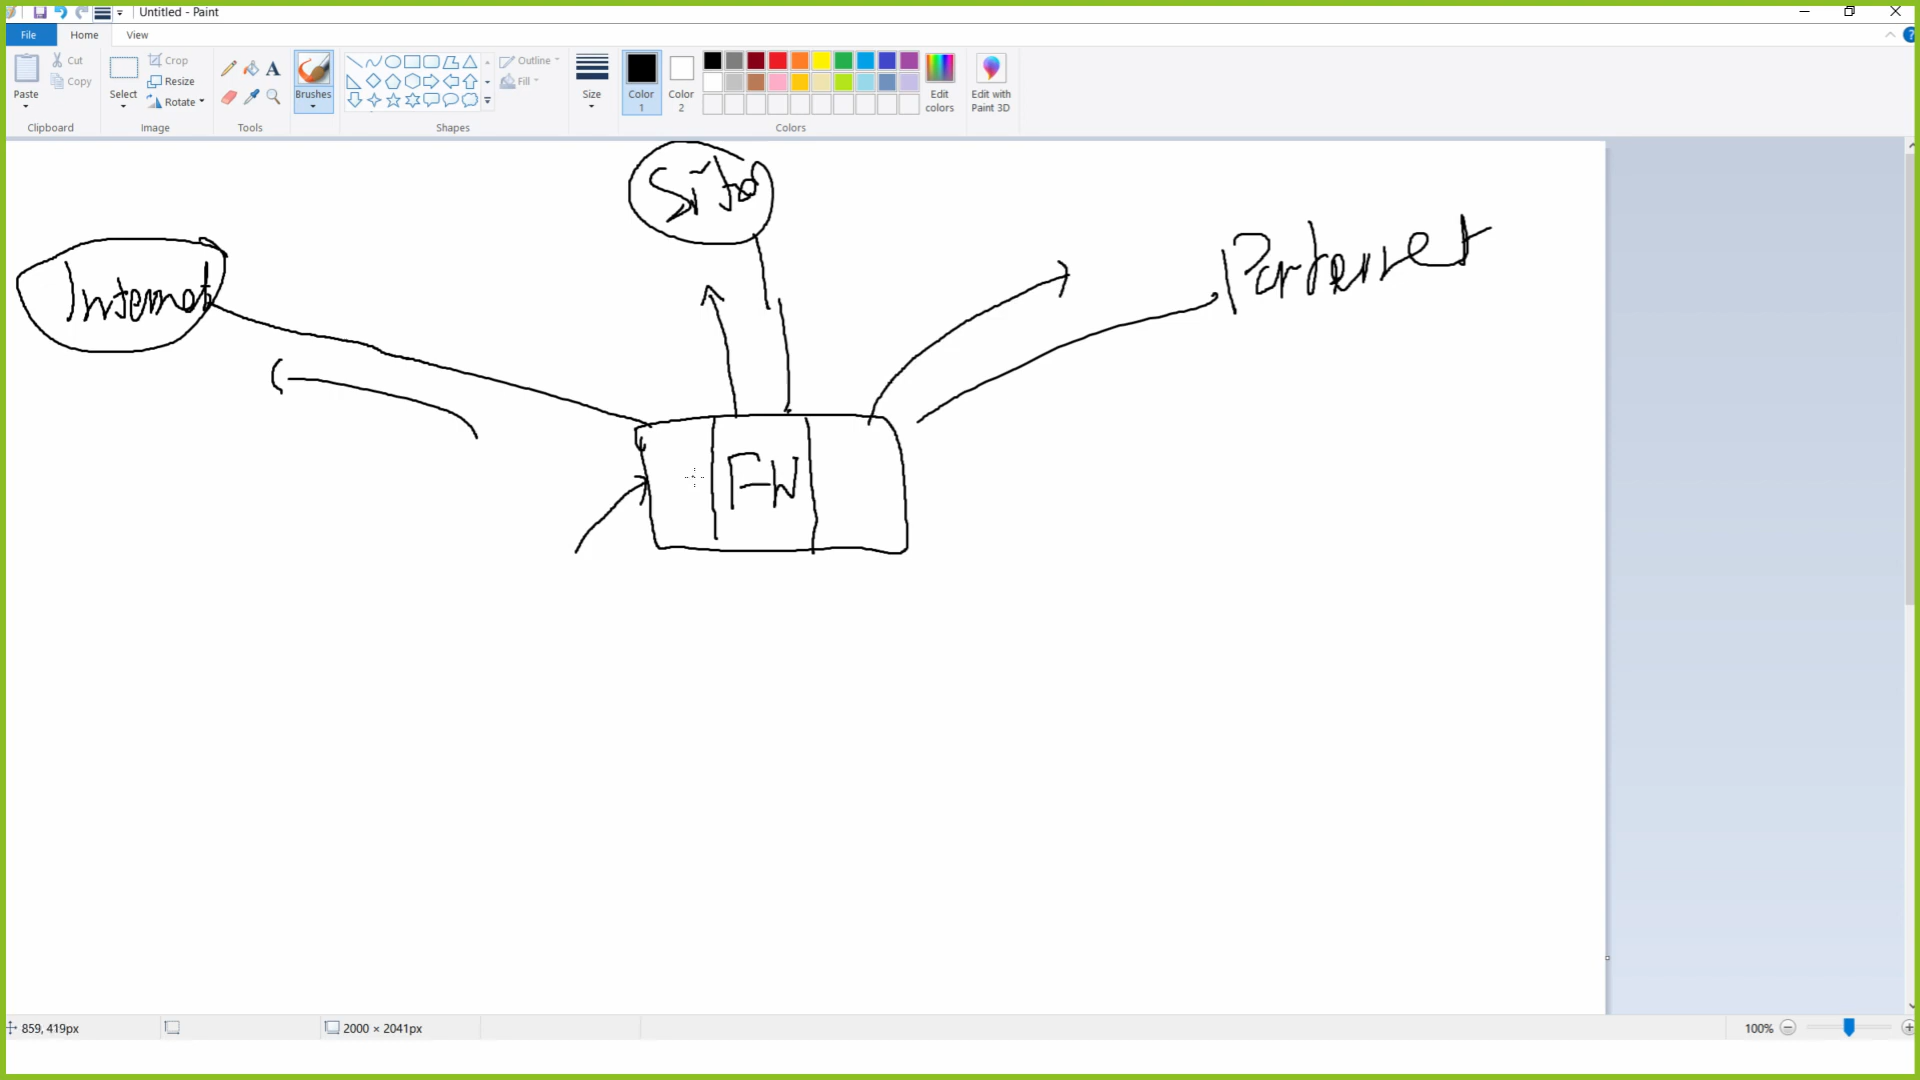 Untitled - Paint
File
Home
View
Paste
Cut
Copy
Clipboard
Select
Crop
Resize
Rotate
Image
Tools
Brushes
Shapes
Outline
Fill
Size
Color
1
Color
2
Edit
colors
Colors
Edit with
Paint 3D
Internet
FW
859, 419px
2000 × 2041px
100%